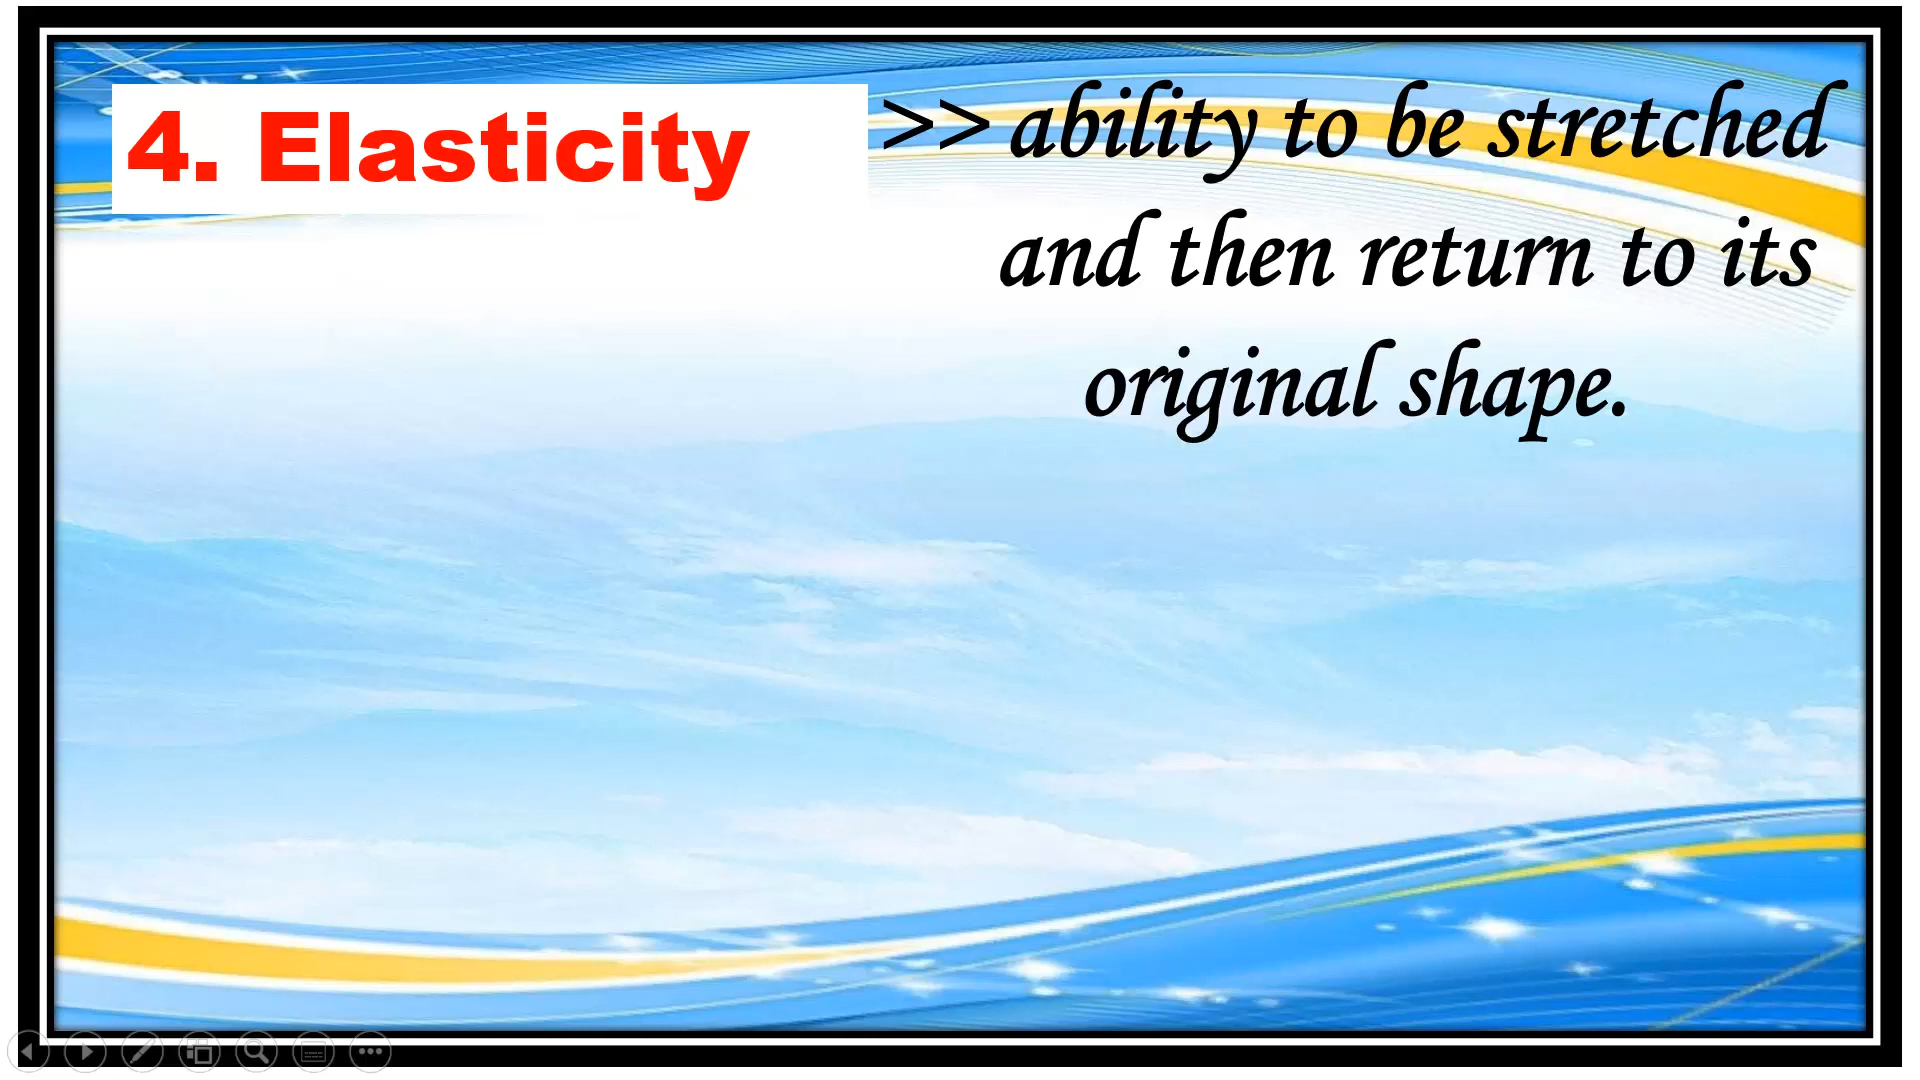 4. Elasticity
>> ability to be stretched
and then return to its
original shape.